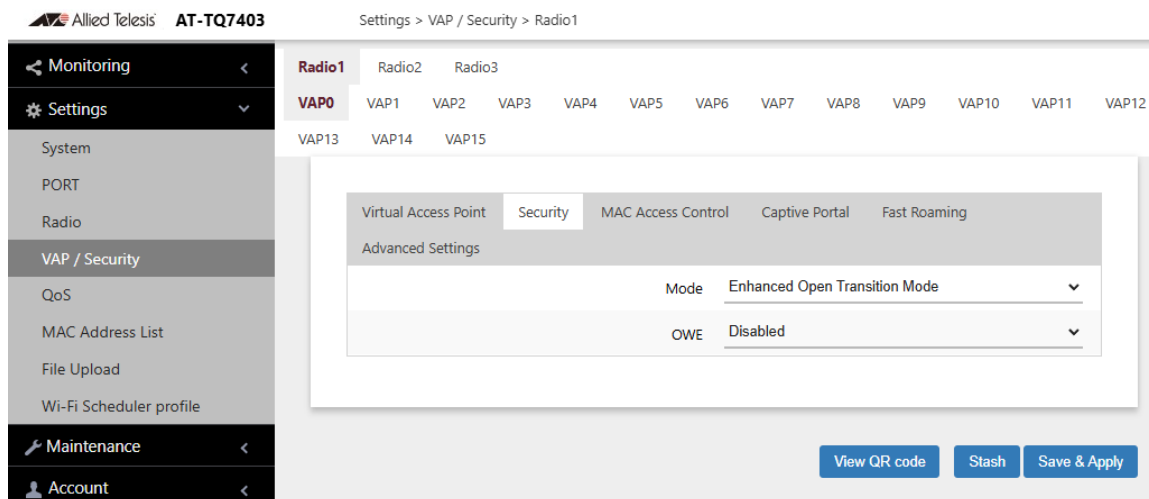 Allied Telesis AT-TQ7403 Settings > VAP / Security > Radio1
Monitoring
Radio1 Radio2 Radio3
Settings
VAP0 VAP1 VAP2 VAP3 VAP4 VAP5 VAP6 VAP7 VAP8 VAP9 VAP10 VAP11 VAP12
VAP13 VAP14 VAP15
System
PORT
Radio
VAP / Security
QoS
MAC Address List
File Upload
Wi-Fi Scheduler profile
Maintenance
Account
Virtual Access Point Security MAC Access Control Captive Portal Fast Roaming
Advanced Settings
Mode Enhanced Open Transition Mode
OWE Disabled
View QR code Stash Save & Apply